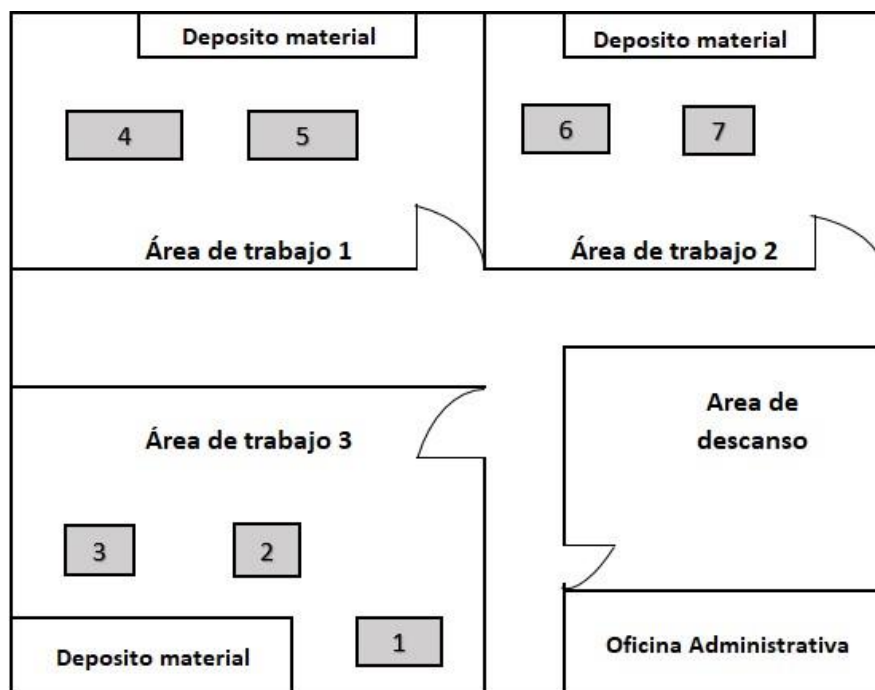 Deposito material
Deposito material
4
5
6
7
Área de trabajo 1
Área de trabajo 2
Área de trabajo 3
Area de
descanso
3
2
1
Deposito material
Oficina Administrativa